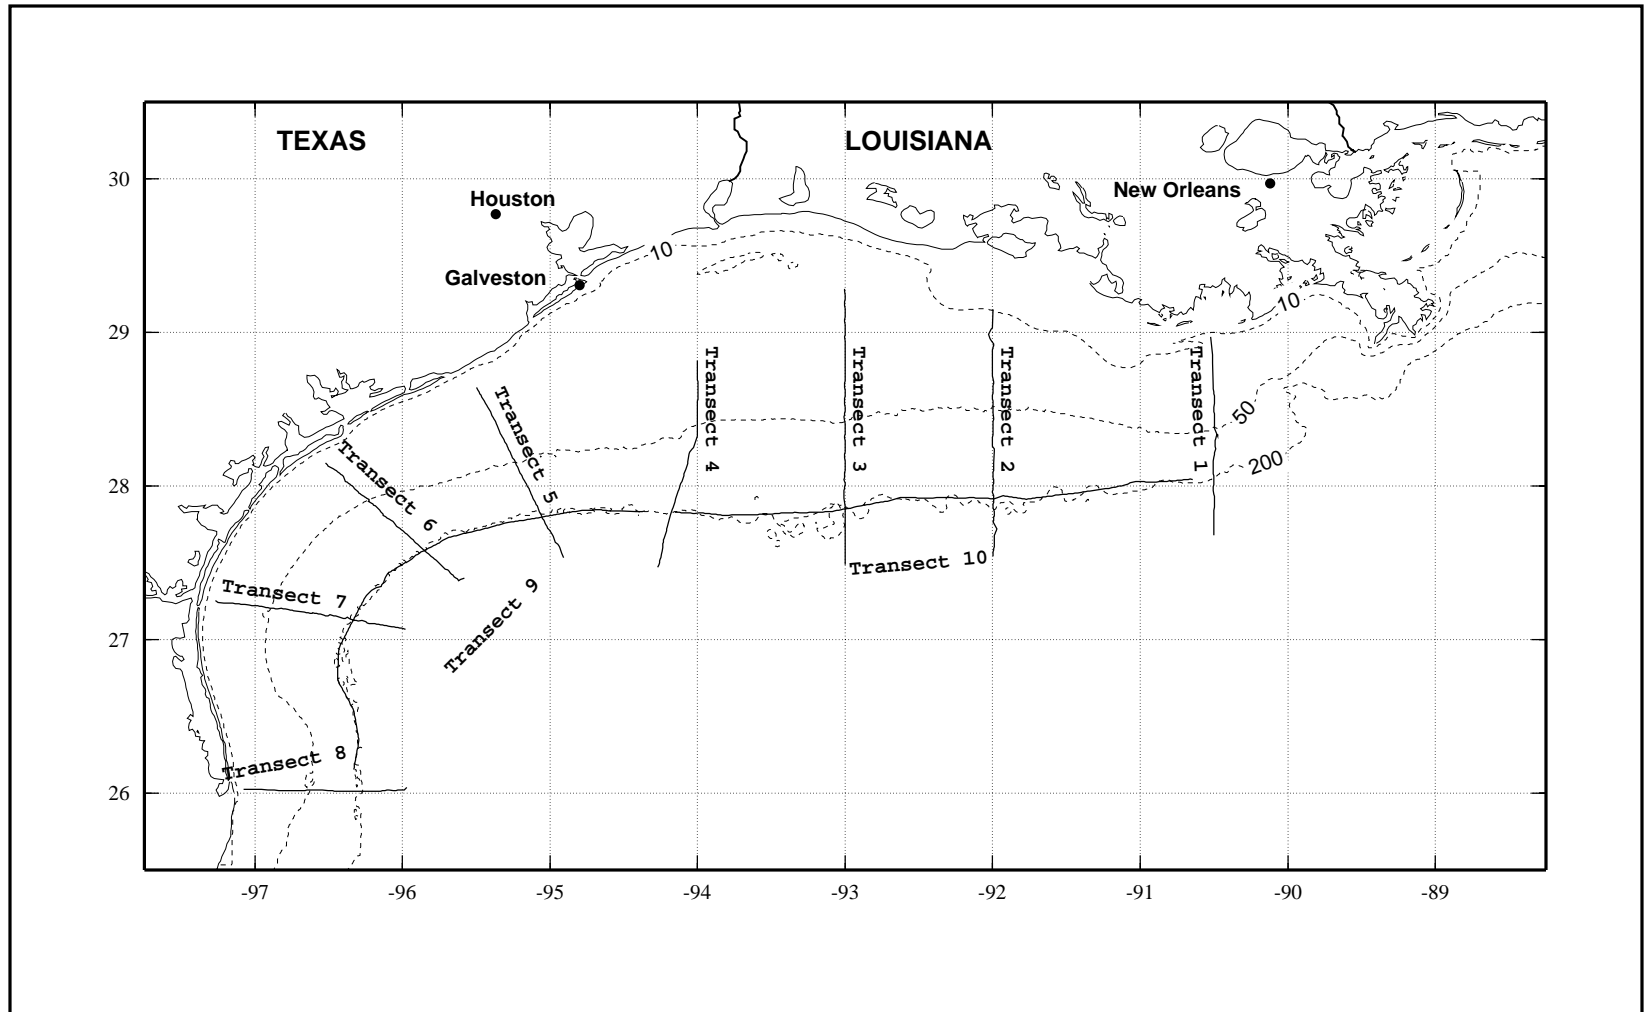 TEXAS
LOUISIANA
30
Houston
New Orleans
10
Galveston
10
29
Transect 4
Transect 3
Transect 2
Transect 1
Transect 5
50
Transect 6
200
28
Transect 10
Transect 7
Transect 9
27
Transect 8
26
-97
-96
-95
-94
-93
-92
-91
-90
-89